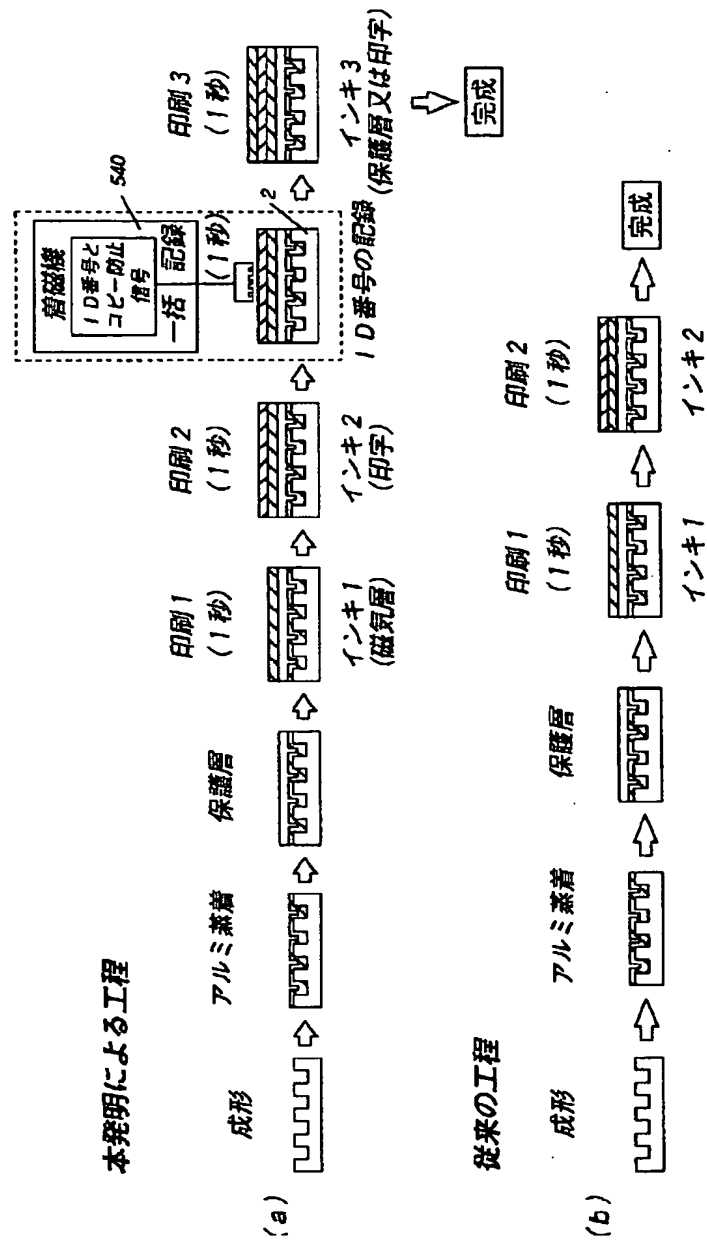 本発明による工程
(a)
成形
アルミ蒸着
保護層
印刷1
(1秒)
インキ1
(磁気層)
印刷2
(1秒)
インキ2
(印字)
着磁機
ID番号と
コピー防止
信号
一括 記録
(1秒)
540
2
ID番号の記録
印刷3
(1秒)
インキ3
(保護層又は印字)
完成
従来の工程
(b)
成形
アルミ蒸着
保護層
印刷1
(1秒)
インキ1
印刷2
(1秒)
インキ2
完成